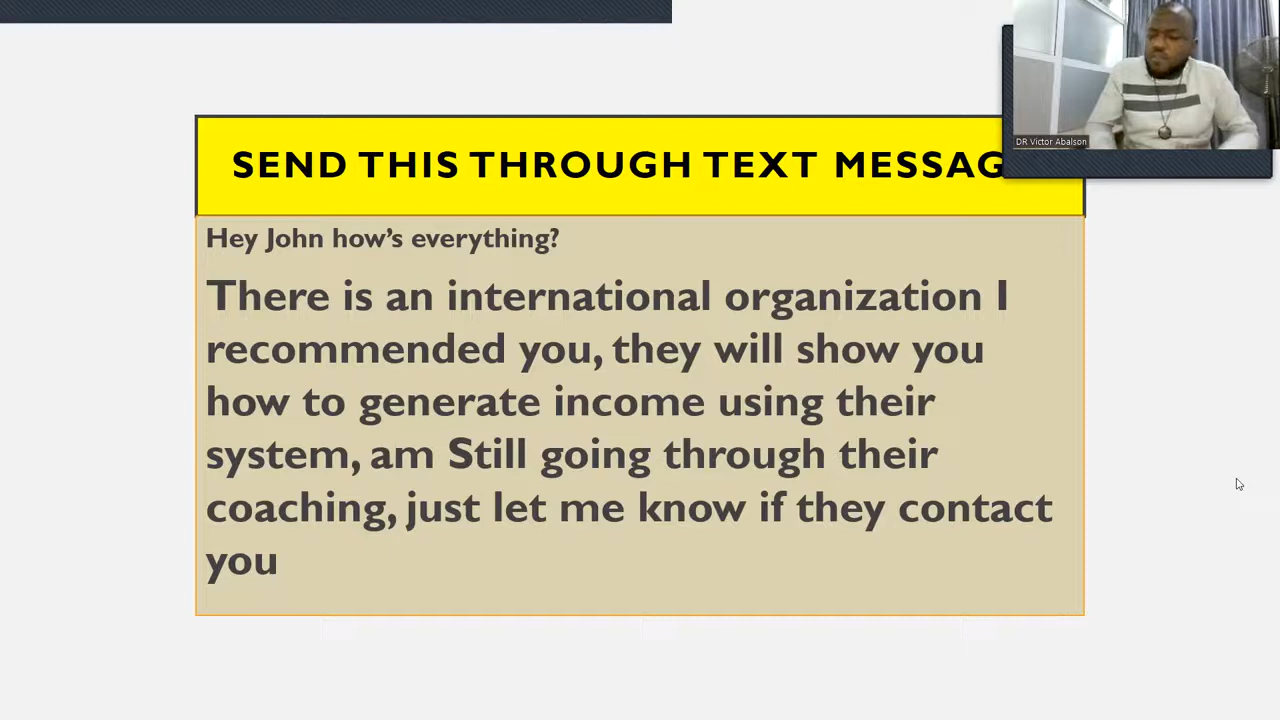 SEND THIS THROUGH TEXT MESSAG
DR Victor Abalson
Hey John how's everything?
There is an international organization I
recommended you, they will show you
how to generate income using their
system, am Still going through their
coaching, just let me know if they contact
you